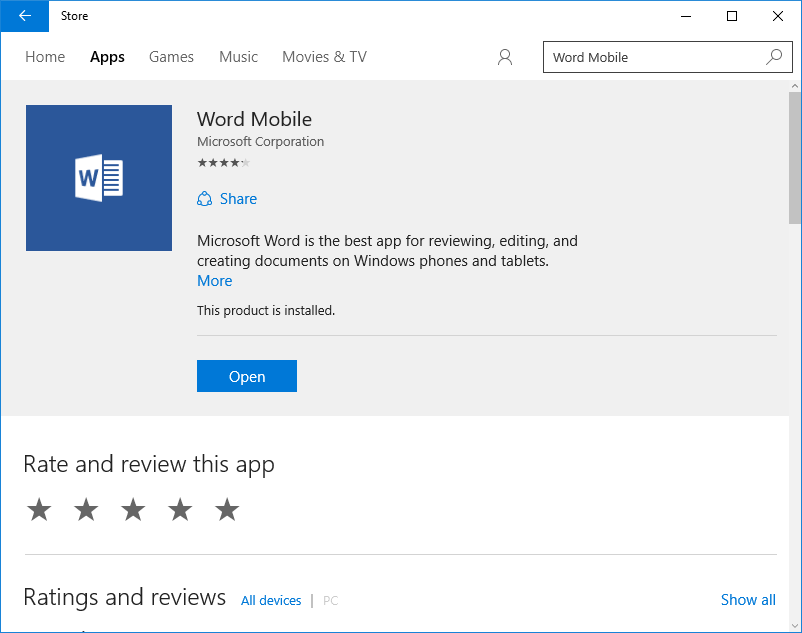 Store
Home Apps Games Music Movies & TV Word Mobile
Word Mobile
Microsoft Corporation
W
Share
Microsoft Word is the best app for reviewing, editing, and
creating documents on Windows phones and tablets.
More
This product is installed.
Open
Rate and review this app
Ratings and reviews All devices | PC Show all